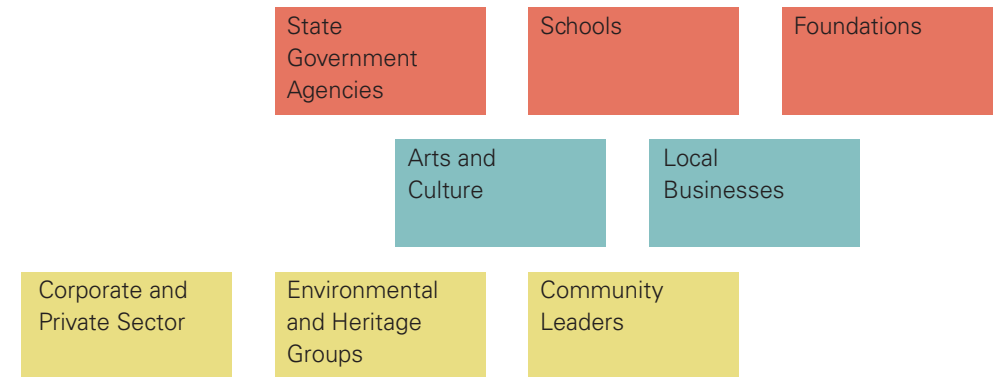 State
Government
Agencies
Schools
Foundations
Arts and
Culture
Local
Businesses
Corporate and
Private Sector
Environmental
and Heritage
Groups
Community
Leaders